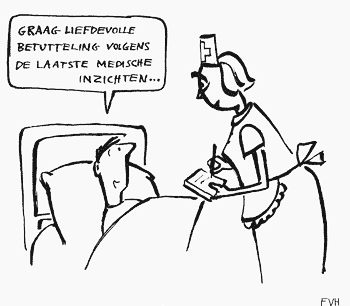 GRAAG LIEFDEVOLLE
BETUTTELING VOLGENS
DE LAATSTE MEDISCHE
INZICHTEN...
FVH